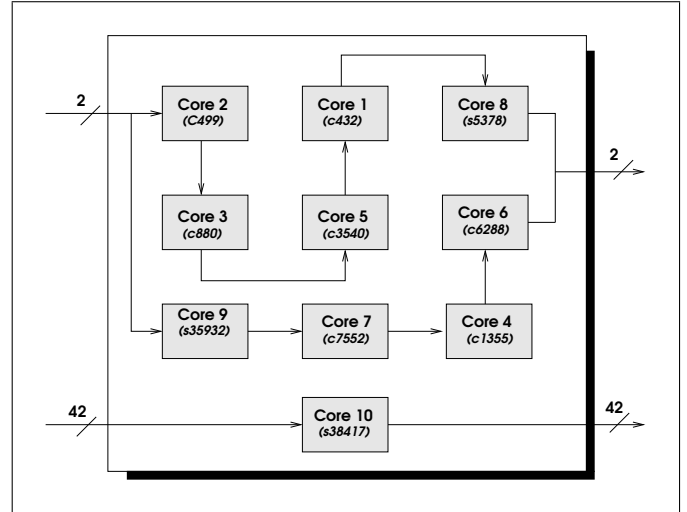 2
Core 2
(C499)
Core 1
(c432)
Core 8
(s5378)
2
Core 3
(c880)
Core 5
(c3540)
Core 6
(c6288)
Core 9
(s35932)
Core 7
(c7552)
Core 4
(c1355)
42
Core 10
(s38417)
42